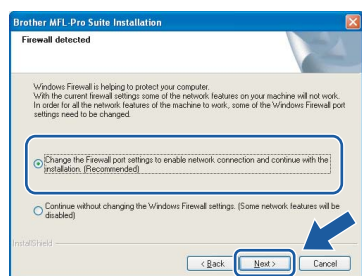 Brother MFL-Pro Suite Installation
Firewall detected
Windows Firewall is helping to protect your computer.
With the current firewall settings some of the network features on your machine will not work.
In order for all the network features of the machine to work, some of the Windows Firewall port
settings need to be changed.
Change the Firewall port settings to enable network connection and continue with the
installation. (Recommended)
Continue without changing the Windows Firewall settings. (Some network features will be
disabled)
InstallShield
< Back
Next >
Cancel